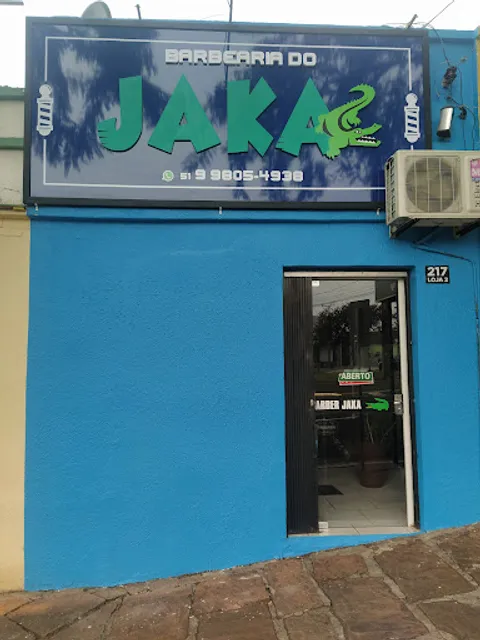 BARBEARIA DO
JAKA
51 9 9805-4938
217
LOJA 2
ABERTO
BARBER JAKA